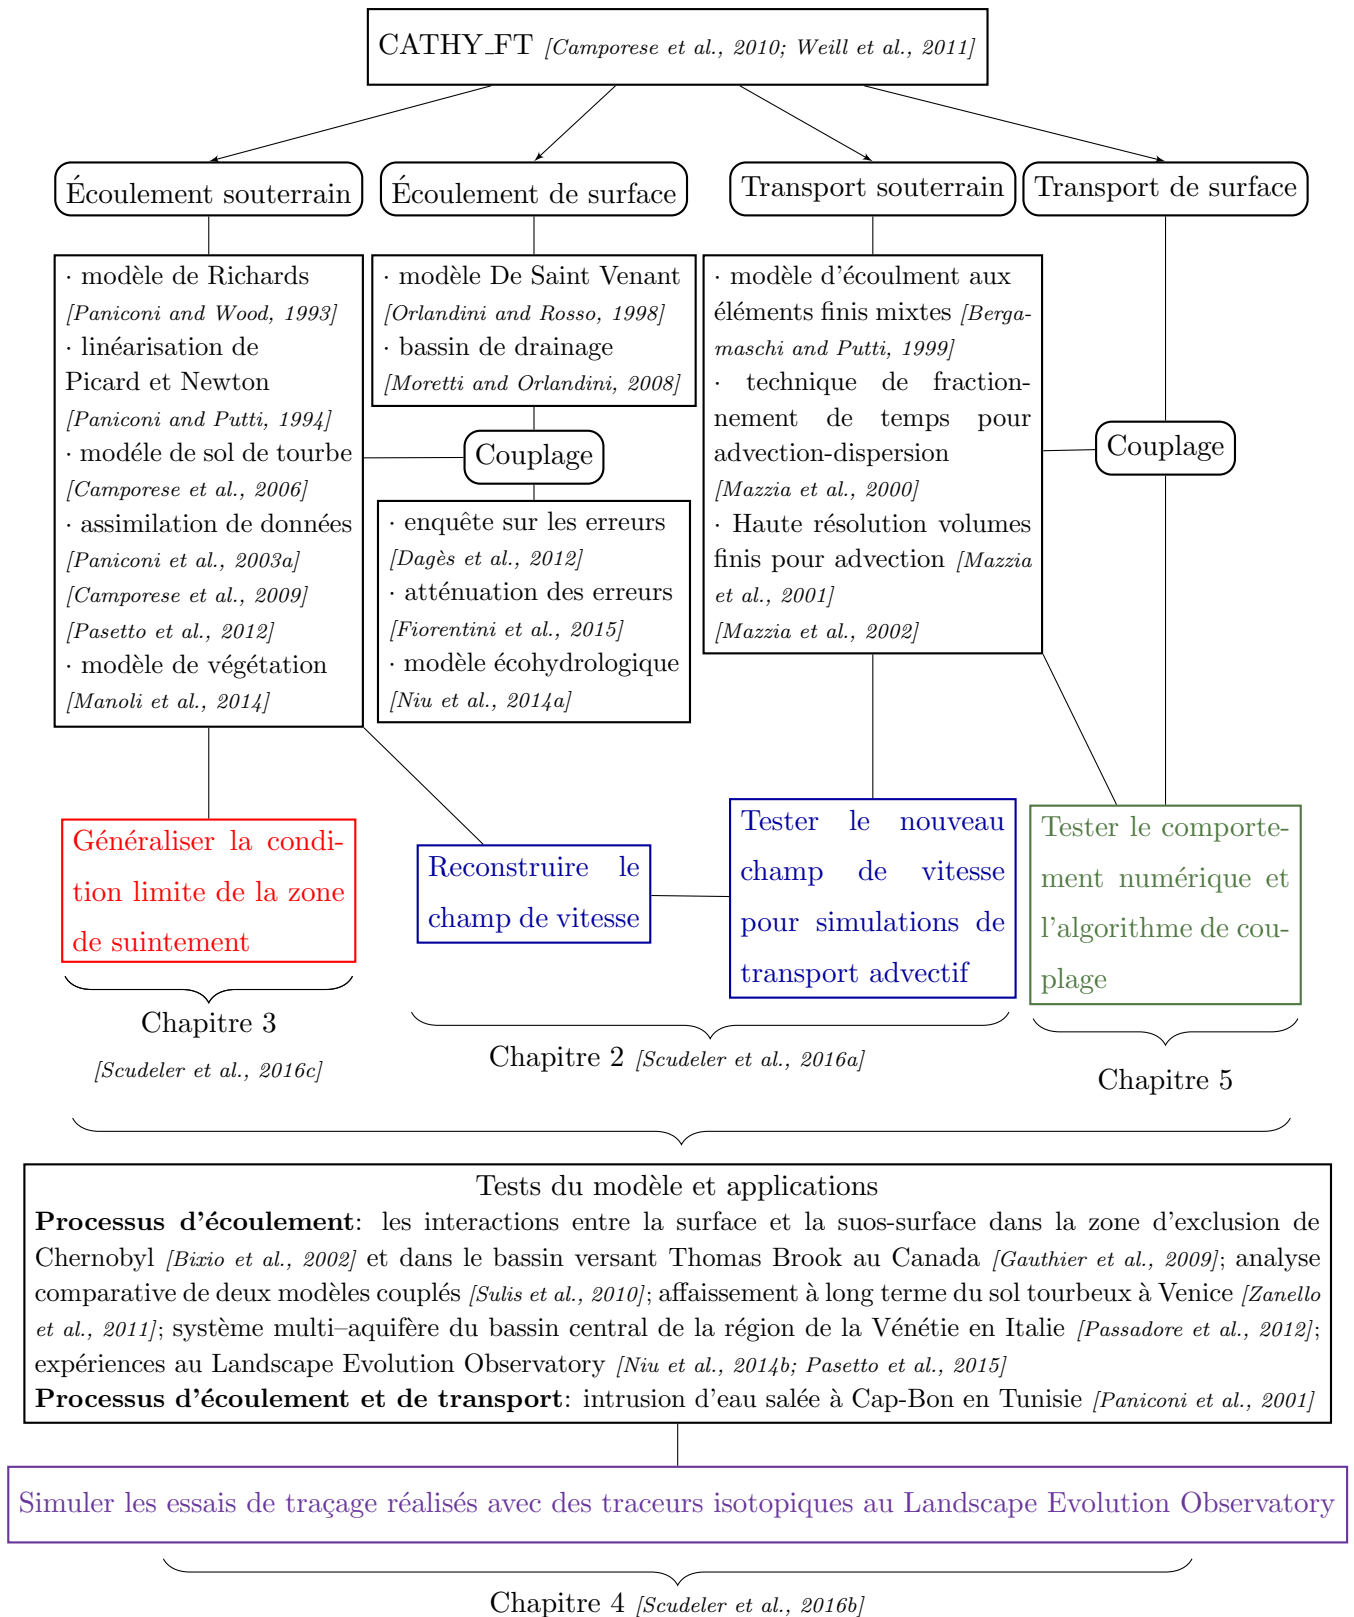 CATHY_FT [Camporese et al., 2010; Weill et al., 2011]
Écoulement souterrain
Écoulement de surface
Transport souterrain
Transport de surface
· modèle de Richards
[Paniconi and Wood, 1993]
· linéarisation de
Picard et Newton
[Paniconi and Putti, 1994]
· modéle de sol de tourbe
[Camporese et al., 2006]
· assimilation de données
[Paniconi et al., 2003a]
[Camporese et al., 2009]
[Pasetto et al., 2012]
· modèle de végétation
[Manoli et al., 2014]
· modèle De Saint Venant
[Orlandini and Rosso, 1998]
· bassin de drainage
[Moretti and Orlandini, 2008]
Couplage
· enquête sur les erreurs
[Dagès et al., 2012]
· atténuation des erreurs
[Fiorentini et al., 2015]
· modèle écohydrologique
[Niu et al., 2014a]
· modèle d'écoulment aux
éléments finis mixtes [Berga-
maschi and Putti, 1999]
· technique de fraction-
nement de temps pour
advection-dispersion
[Mazzia et al., 2000]
· Haute résolution volumes
finis pour advection [Mazzia
et al., 2001]
[Mazzia et al., 2002]
Couplage
Généraliser la condi-
tion limite de la zone
de suintement
Reconstruire le
champ de vitesse
Tester le nouveau
champ de vitesse
pour simulations de
transport advectif
Tester le comporte-
ment numérique et
l'algorithme de cou-
plage
Chapitre 3
[Scudeler et al., 2016c]
Chapitre 2 [Scudeler et al., 2016a]
Chapitre 5
Tests du modèle et applications
Processus d'écoulement: les interactions entre la surface et la suos-surface dans la zone d'exclusion de
Chernobyl [Bixio et al., 2002] et dans le bassin versant Thomas Brook au Canada [Gauthier et al., 2009]; analyse
comparative de deux modèles couplés [Sulis et al., 2010]; affaissement à long terme du sol tourbeux à Venice [Zanello
et al., 2011]; système multi–aquifère du bassin central de la région de la Vénétie en Italie [Passadore et al., 2012];
expériences au Landscape Evolution Observatory [Niu et al., 2014b; Pasetto et al., 2015]
Processus d'écoulement et de transport: intrusion d'eau salée à Cap-Bon en Tunisie [Paniconi et al., 2001]
Simuler les essais de traçage réalisés avec des traceurs isotopiques au Landscape Evolution Observatory
Chapitre 4 [Scudeler et al., 2016b]